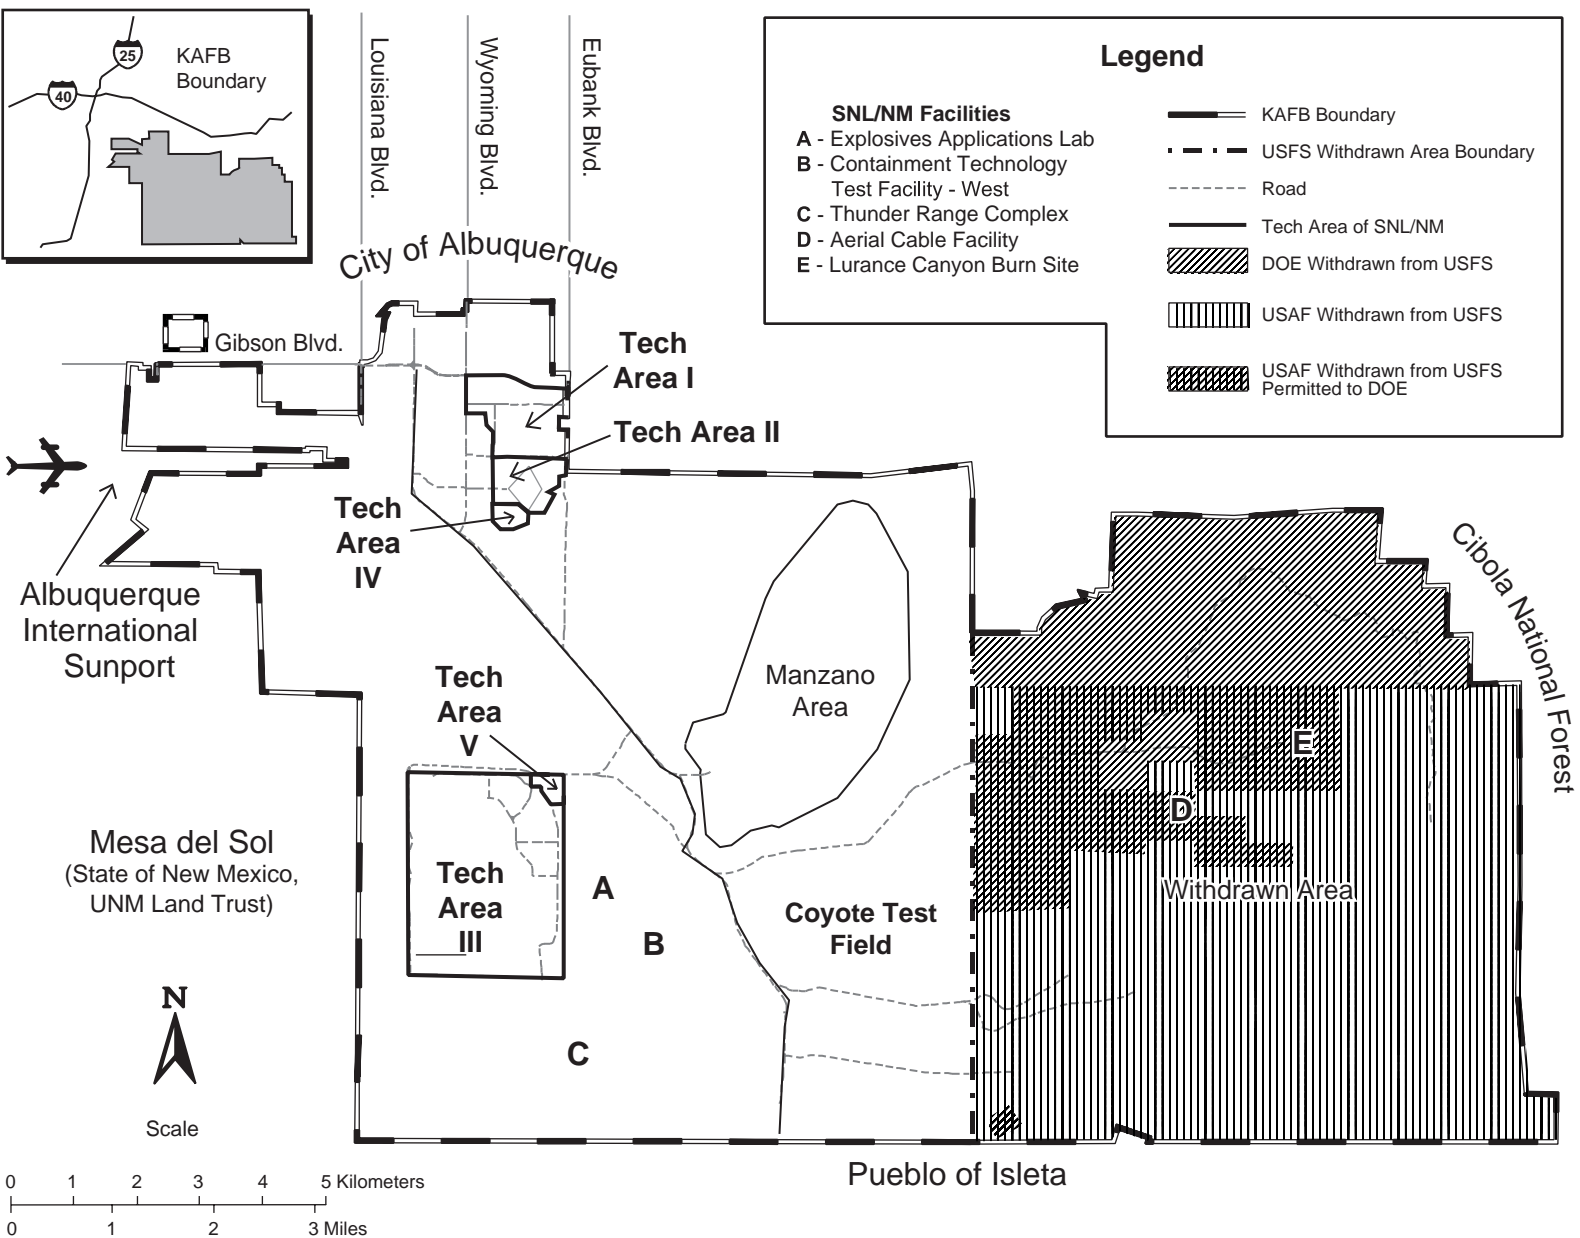 25
40
KAFB
Boundary
Louisiana Blvd.
Wyoming Blvd.
Eubank Blvd.
Legend
SNL/NM Facilities
A - Explosives Applications Lab
B - Containment Technology
Test Facility - West
C - Thunder Range Complex
D - Aerial Cable Facility
E - Lurance Canyon Burn Site
KAFB Boundary
USFS Withdrawn Area Boundary
Road
Tech Area of SNL/NM
DOE Withdrawn from USFS
USAF Withdrawn from USFS
USAF Withdrawn from USFS
Permitted to DOE
City of Albuquerque
Gibson Blvd.
Tech
Area I
Tech Area II
Tech
Area
IV
Albuquerque
International
Sunport
Cibola National Forest
Manzano
Area
Tech
Area
V
E
D
Mesa del Sol
(State of New Mexico,
UNM Land Trust)
Tech
Area
III
A
B
Coyote Test
Field
Withdrawn Area
N
C
Scale
Pueblo of Isleta
0 1 2 3 4 5 Kilometers
0 1 2 3 Miles